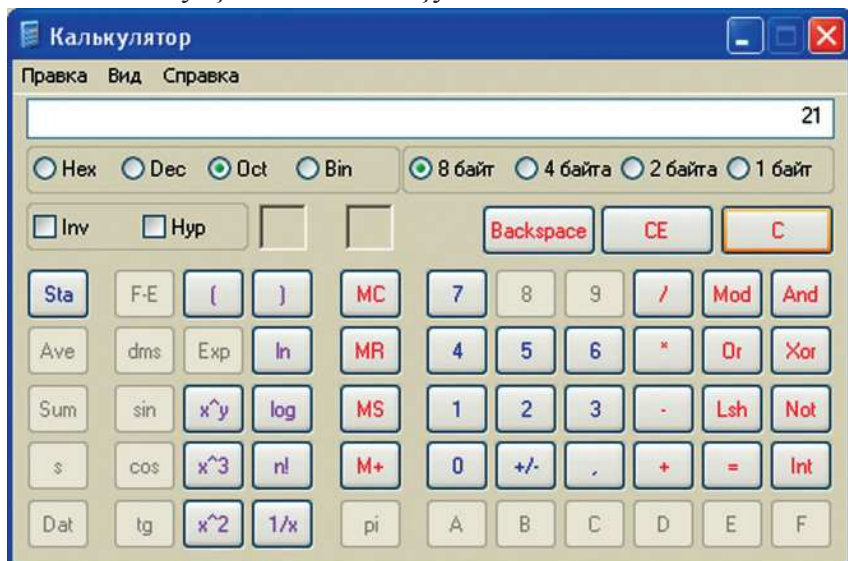 Калькулятор
Правка Вид Справка
21
Hex Dec Oct Bin 8 байт 4 байта 2 байта 1 байт
Inv Hyp Backspace CE C
Sta F-E ( ) MC 7 8 9 / Mod And
Ave dms Exp ln MR 4 5 6 * Or Xor
Sum sin x^y log MS 1 2 3 - Lsh Not
s cos x^3 n! M+ 0 +/- , + = Int
Dat tg x^2 1/x pi A B C D E F